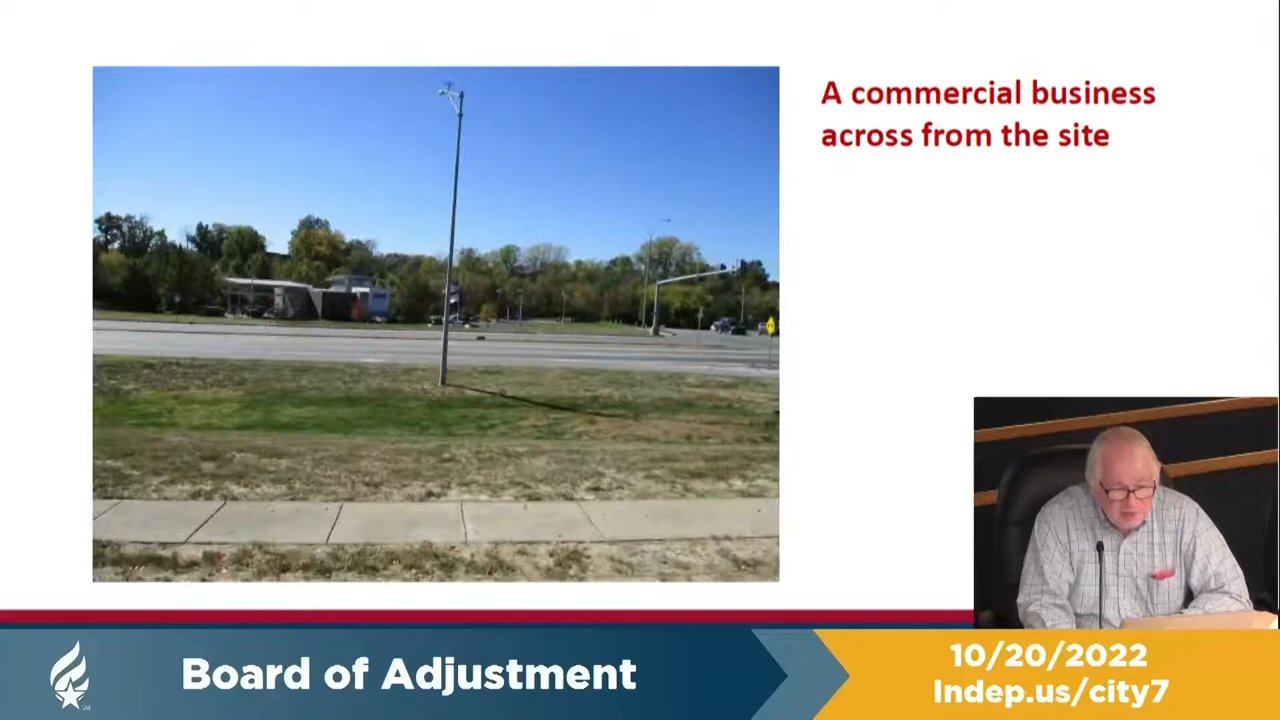 A commercial business
across from the site
Board of Adjustment
10/20/2022
Indep.us/city7